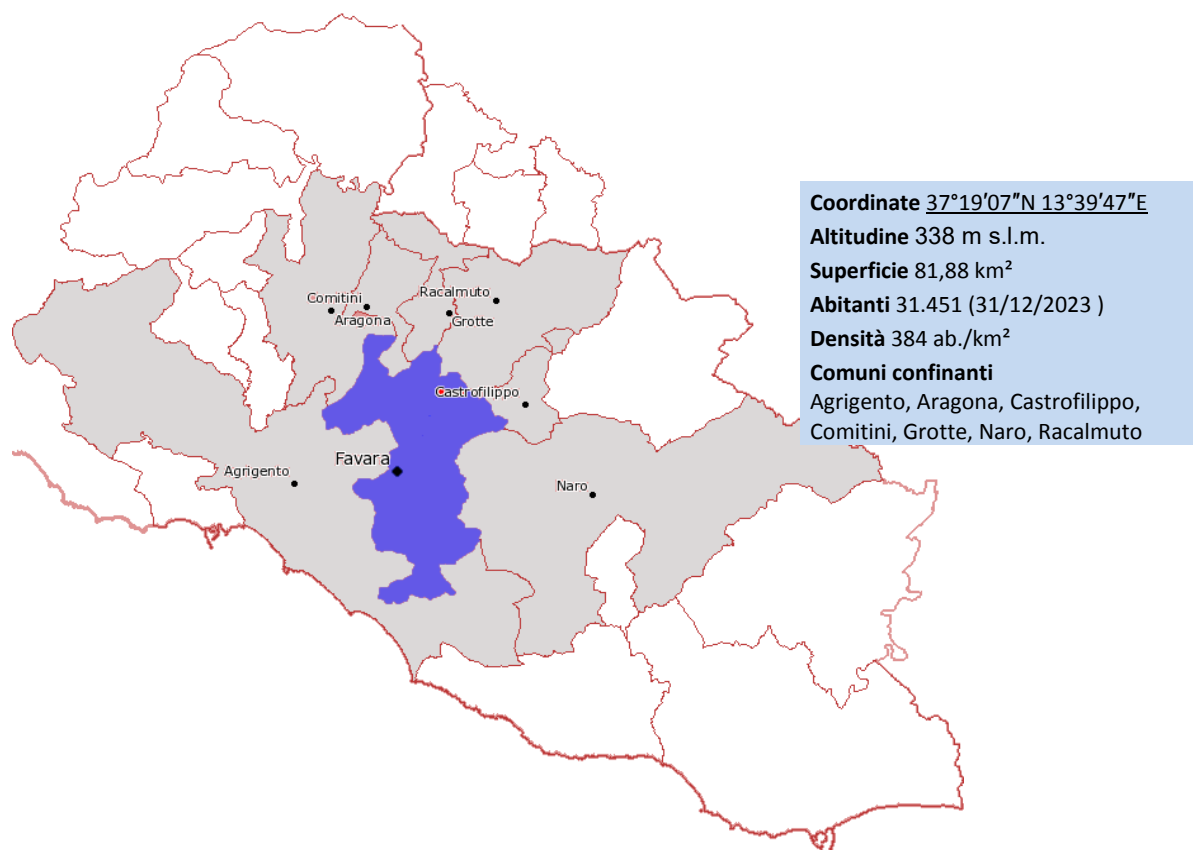 Comitini
Aragona
Racalmuto
Grotte
Castrofilippo
Favara
Agrigento
Naro
Coordinate 37°19′07″N 13°39′47″E
Altitudine 338 m s.l.m.
Superficie 81,88 km²
Abitanti 31.451 (31/12/2023 )
Densità 384 ab./km²
Comuni confinanti
Agrigento, Aragona, Castrofilippo,
Comitini, Grotte, Naro, Racalmuto